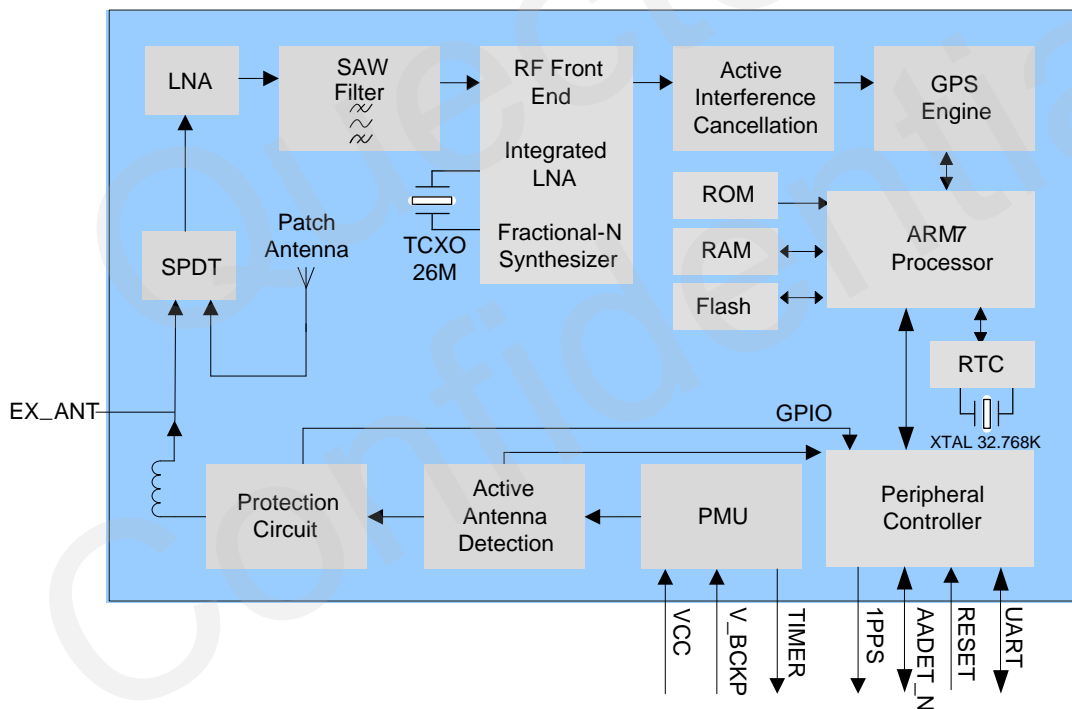 LNA
SAW
Filter
RF Front
End
Integrated
LNA
Fractional-N
Synthesizer
Active
Interference
Cancellation
GPS
Engine
ROM
RAM
Flash
ARM7
Processor
TCXO
26M
Patch
Antenna
SPDT
RTC
XTAL 32.768K
EX_ANT
GPIO
Protection
Circuit
Active
Antenna
Detection
PMU
Peripheral
Controller
VCC
V_BCKP
TIMER
1PPS
AADET_N
RESET
UART
Quectel
Confidential